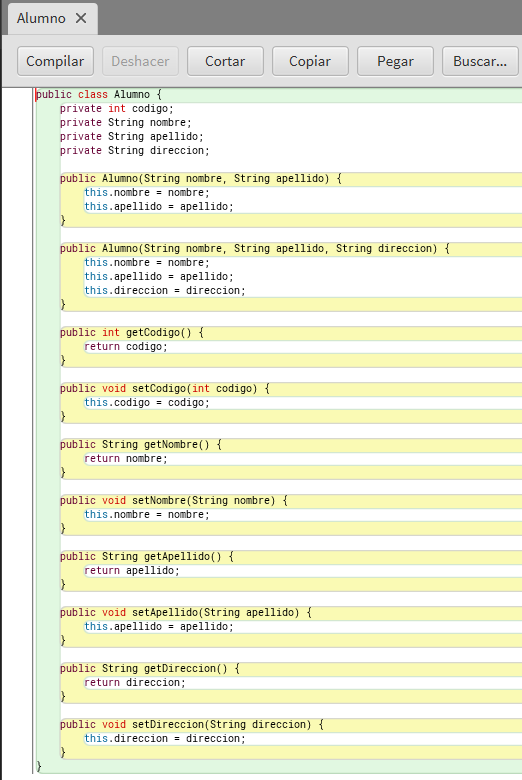 Alumno ×
Compilar Deshacer Cortar Copiar Pegar Buscar...
public class Alumno {
    private int codigo;
    private String nombre;
    private String apellido;
    private String direccion;

    public Alumno(String nombre, String apellido) {
        this.nombre = nombre;
        this.apellido = apellido;
    }

    public Alumno(String nombre, String apellido, String direccion) {
        this.nombre = nombre;
        this.apellido = apellido;
        this.direccion = direccion;
    }

    public int getCodigo() {
        return codigo;
    }

    public void setCodigo(int codigo) {
        this.codigo = codigo;
    }

    public String getNombre() {
        return nombre;
    }

    public void setNombre(String nombre) {
        this.nombre = nombre;
    }

    public String getApellido() {
        return apellido;
    }

    public void setApellido(String apellido) {
        this.apellido = apellido;
    }

    public String getDireccion() {
        return direccion;
    }

    public void setDireccion(String direccion) {
        this.direccion = direccion;
    }
}